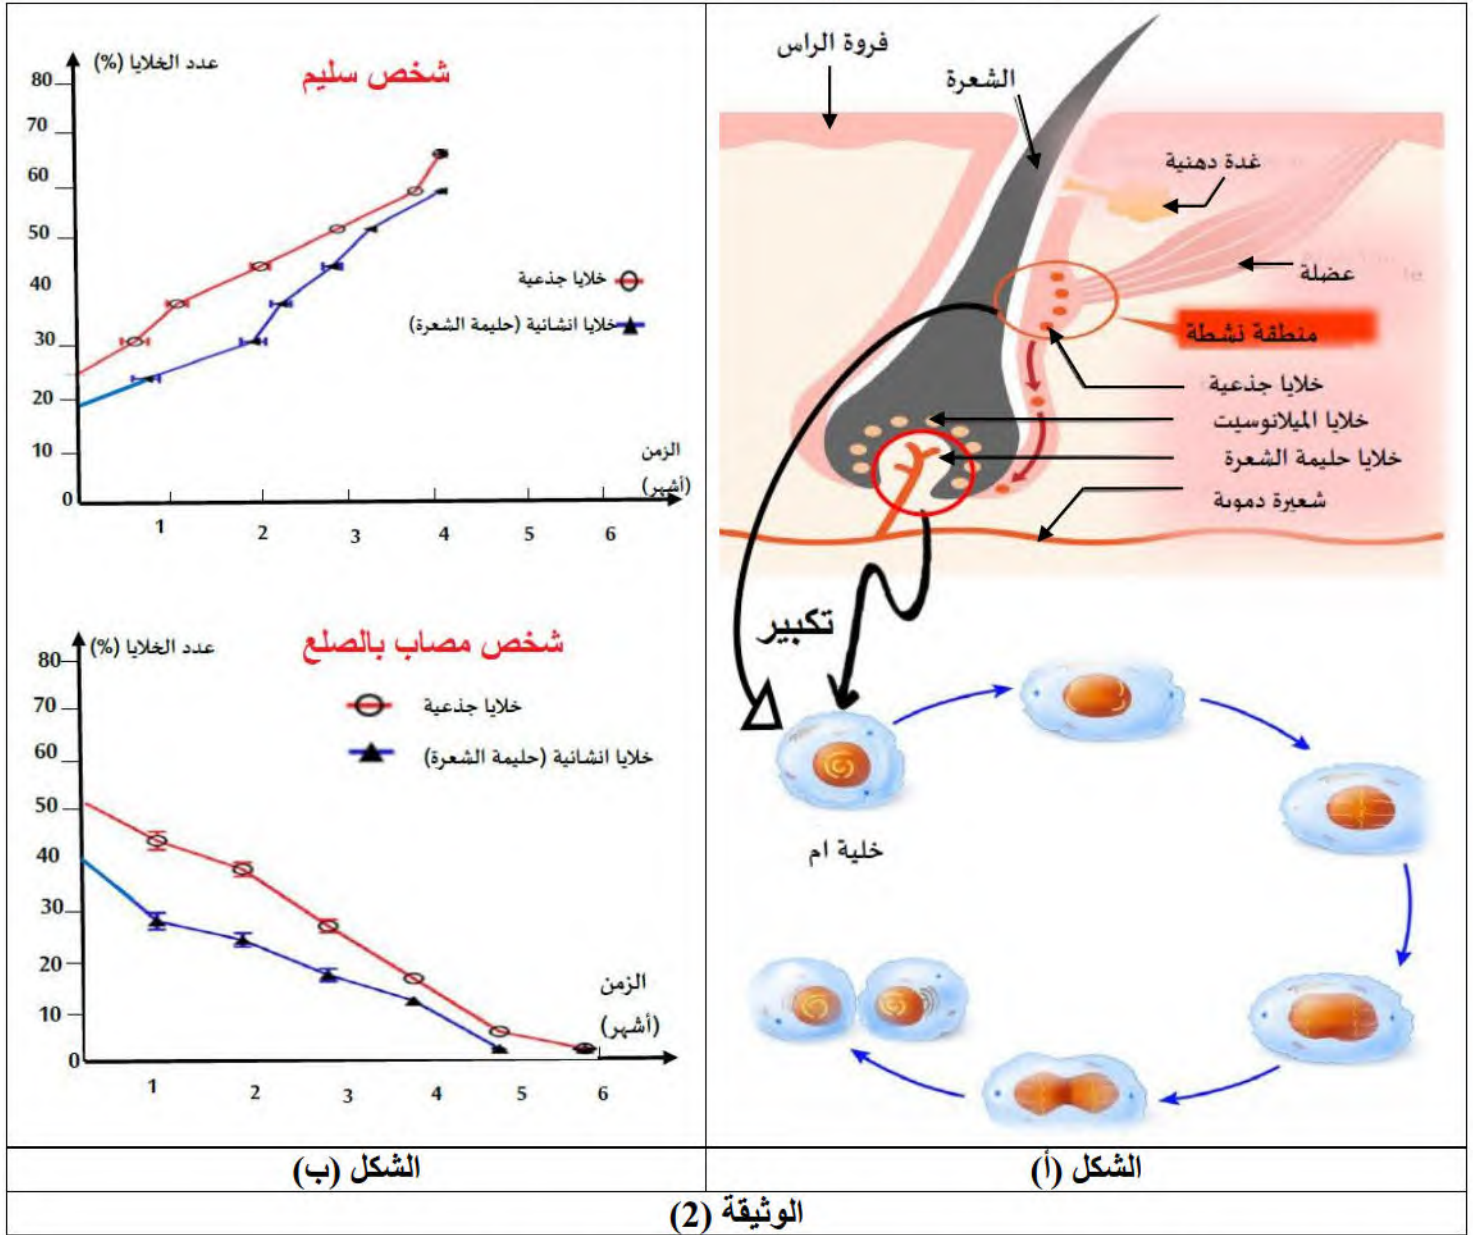 فروة الراس
الشعرة
غدة دهنية
عضلة
منطقة نشطة
خلايا جذعية
خلايا الميلانوسيت
خلايا حليمة الشعرة
شعيرة دموية
تكبير
خلية ام
الشكل (أ)
عدد الخلايا (%)
شخص سليم
80
70
60
50
40
30
20
10
0
خلايا جذعية
خلايا انشائية (حليمة الشعرة)
الزمن
(أشهر)
1 2 3 4 5 6
عدد الخلايا (%)
شخص مصاب بالصلع
80
70
60
50
40
30
20
10
0
خلايا جذعية
خلايا انشائية (حليمة الشعرة)
الزمن
(أشهر)
1 2 3 4 5 6
الشكل (ب)
الوثيقة (2)